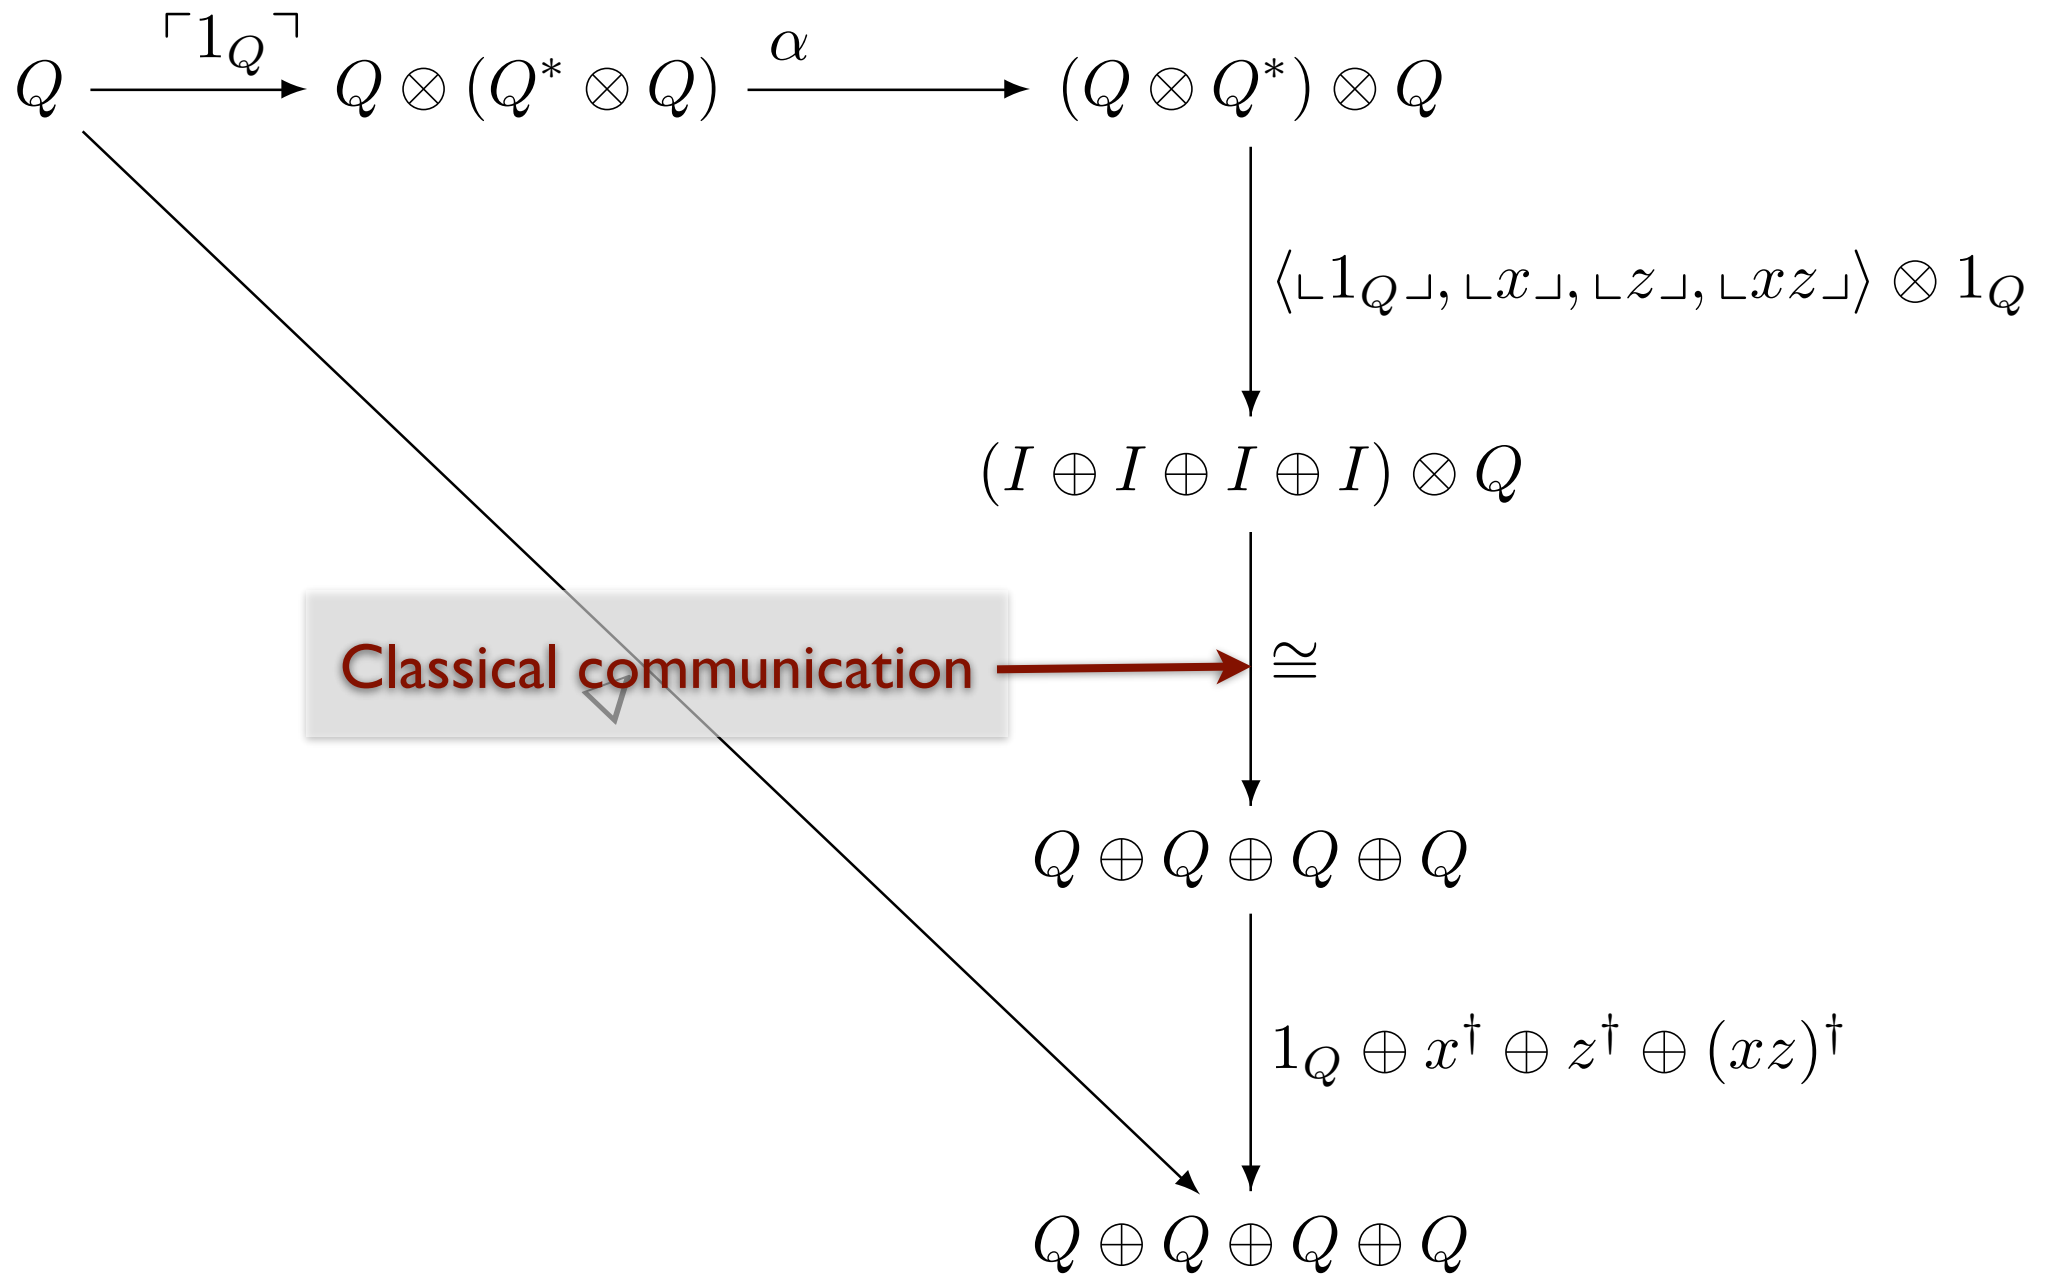 ⌜1_Q⌝ α
Q Q ⊗ (Q* ⊗ Q) (Q ⊗ Q*) ⊗ Q
⟨⌞1_Q⌟, ⌞x⌟, ⌞z⌟, ⌞xz⌟⟩ ⊗ 1_Q
(I ⊕ I ⊕ I ⊕ I) ⊗ Q
Classical communication ≅
Δ
Q ⊕ Q ⊕ Q ⊕ Q
1_Q ⊕ x† ⊕ z† ⊕ (xz)†
Q ⊕ Q ⊕ Q ⊕ Q